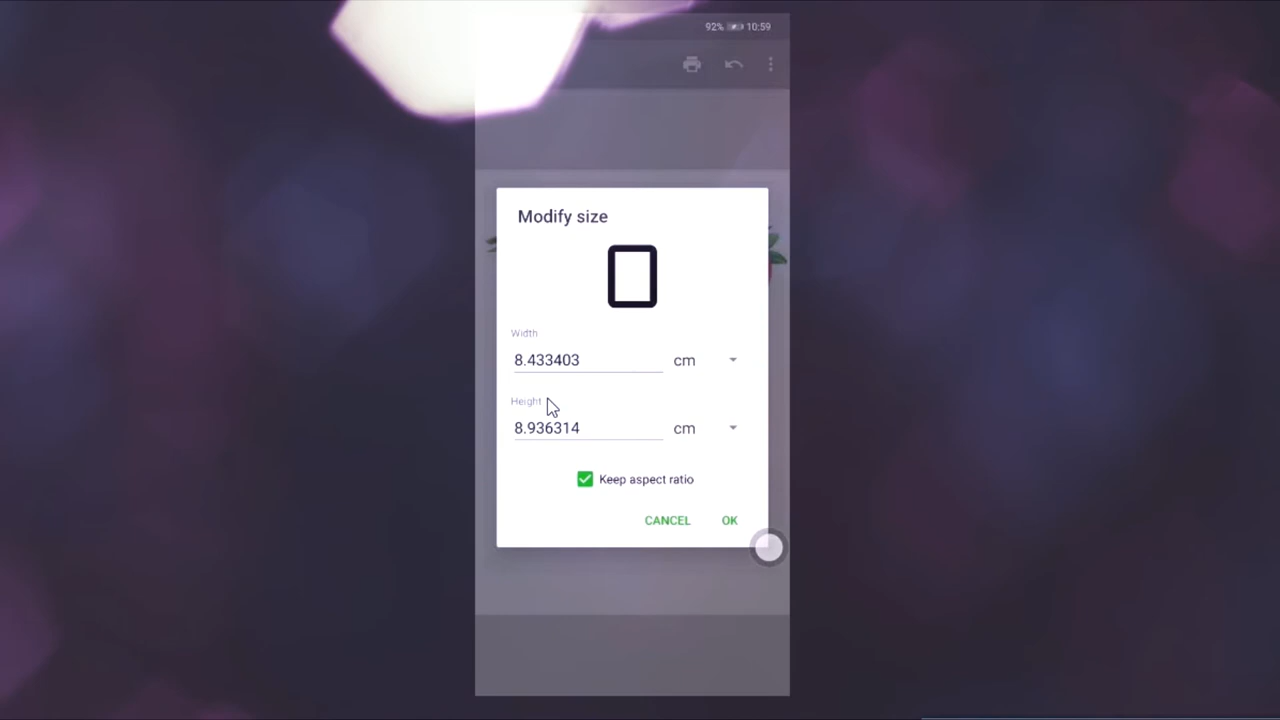 92% 10:59
Modify size
Width
8.433403 cm
Height
8.936314 cm
Keep aspect ratio
CANCEL OK